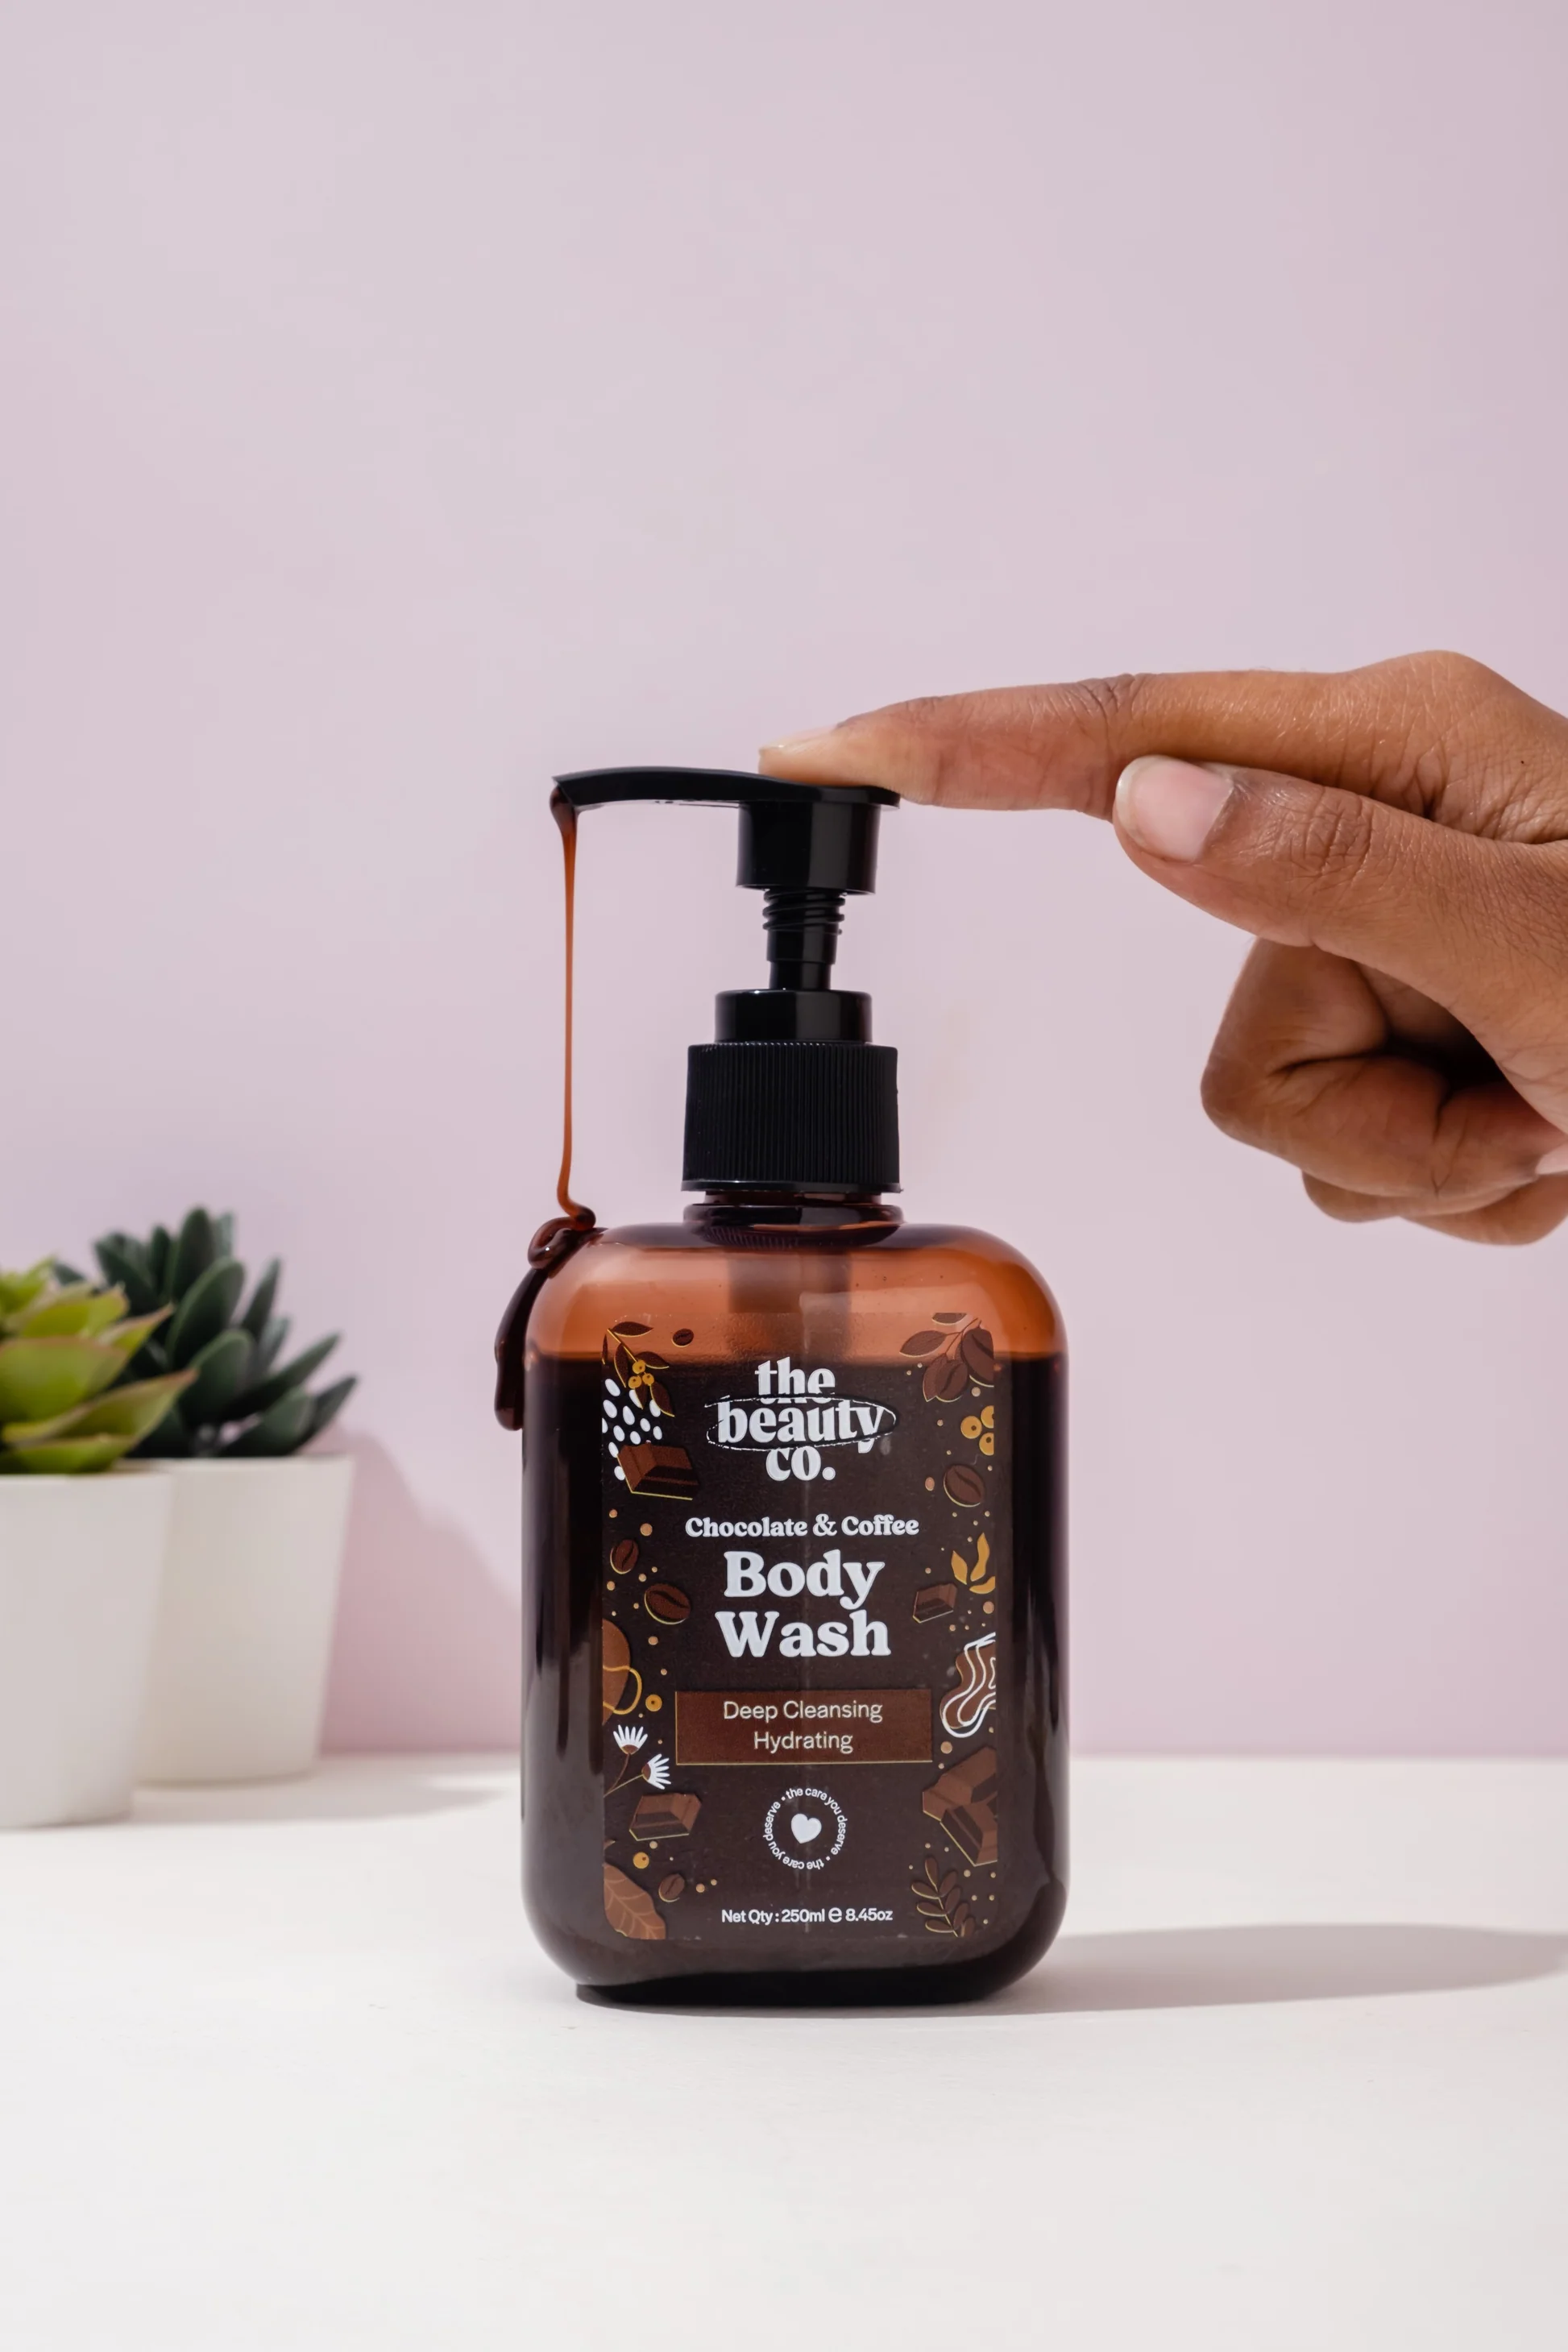 the
beauty
co.
Chocolate & Coffee
Body
Wash
Deep Cleansing
Hydrating
• the care you deserve • the care you deserve
Net Qty : 250ml ℮ 8.45oz